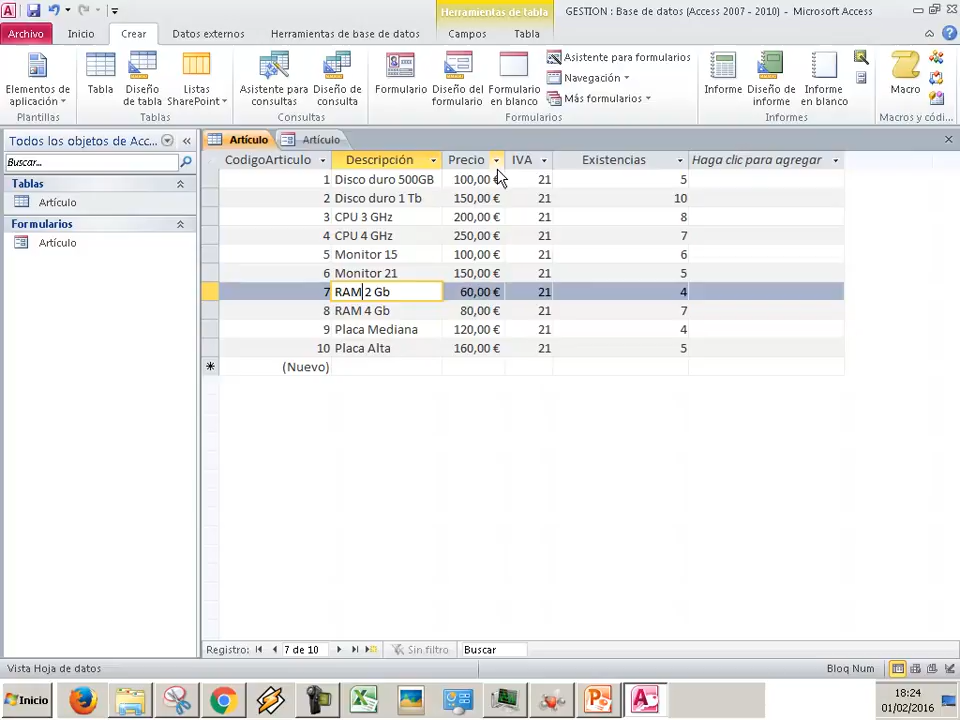 Herramientas de tabla
GESTION : Base de datos (Access 2007 - 2010) - Microsoft Access
Archivo Inicio Crear Datos externos Herramientas de base de datos Campos Tabla
Elementos de aplicación
Tabla
Diseño de tabla
Listas SharePoint
Asistente para consultas
Diseño de consulta
Formulario
Diseño del formulario
Formulario en blanco
Asistente para formularios
Navegación
Más formularios
Informe
Diseño de informe
Informe en blanco
Macro
Plantillas Tablas Consultas Formularios Informes Macros y códi...
Todos los objetos de Acc...
Buscar...
Tablas
Artículo
Formularios
Artículo
Artículo Artículo
CodigoArticulo Descripción Precio IVA Existencias Haga clic para agregar
1 Disco duro 500GB 100,00 € 21 5
2 Disco duro 1 Tb 150,00 € 21 10
3 CPU 3 GHz 200,00 € 21 8
4 CPU 4 GHz 250,00 € 21 7
5 Monitor 15 100,00 € 21 6
6 Monitor 21 150,00 € 21 5
7 RAM 2 Gb 60,00 € 21 4
8 RAM 4 Gb 80,00 € 21 7
9 Placa Mediana 120,00 € 21 4
10 Placa Alta 160,00 € 21 5
* (Nuevo)
Registro: 7 de 10 Sin filtro Buscar
Vista Hoja de datos Bloq Num
Inicio
18:24
01/02/2016